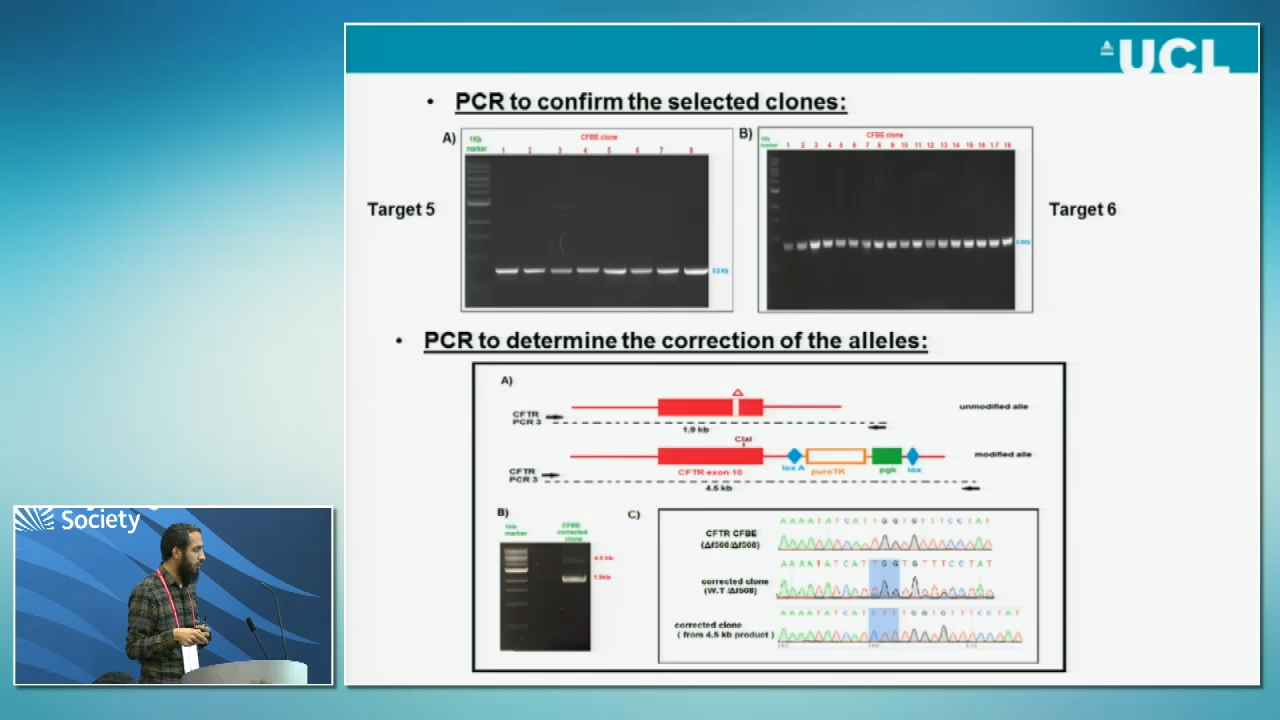 UCL
• PCR to confirm the selected clones:
A)
1Kb marker
CFBE clone
1 2 3 4 5 6 7 8
B)
CFBE clone
1 2 3 4 5 6 7 8 9 10 11 12 13 14 15 16 17 18
Target 5
Target 6
• PCR to determine the correction of the alleles:
A)
unmodified alle
CFTR
PCR 3
1.9 kb
ClaI
modified alle
CFTR exon 10
lox A
puroTK
pgk
lox
CFTR
PCR 3
4.5 kb
B)
1Kb marker
CFBE corrected clone
4.5 kb
1.9kb
C)
CFTR CFBE
(Δf508/Δf508)
A A A A T A T C A T T G G T G T T T C C T A T
corrected clone
(W.T /Δf508)
A A A A T A T C A T T G G T G T T T C C T A T
corrected clone
( from 4.5 kb product )
A A A A T A T C A T C T T T G G T G T T T C C T A T
Society